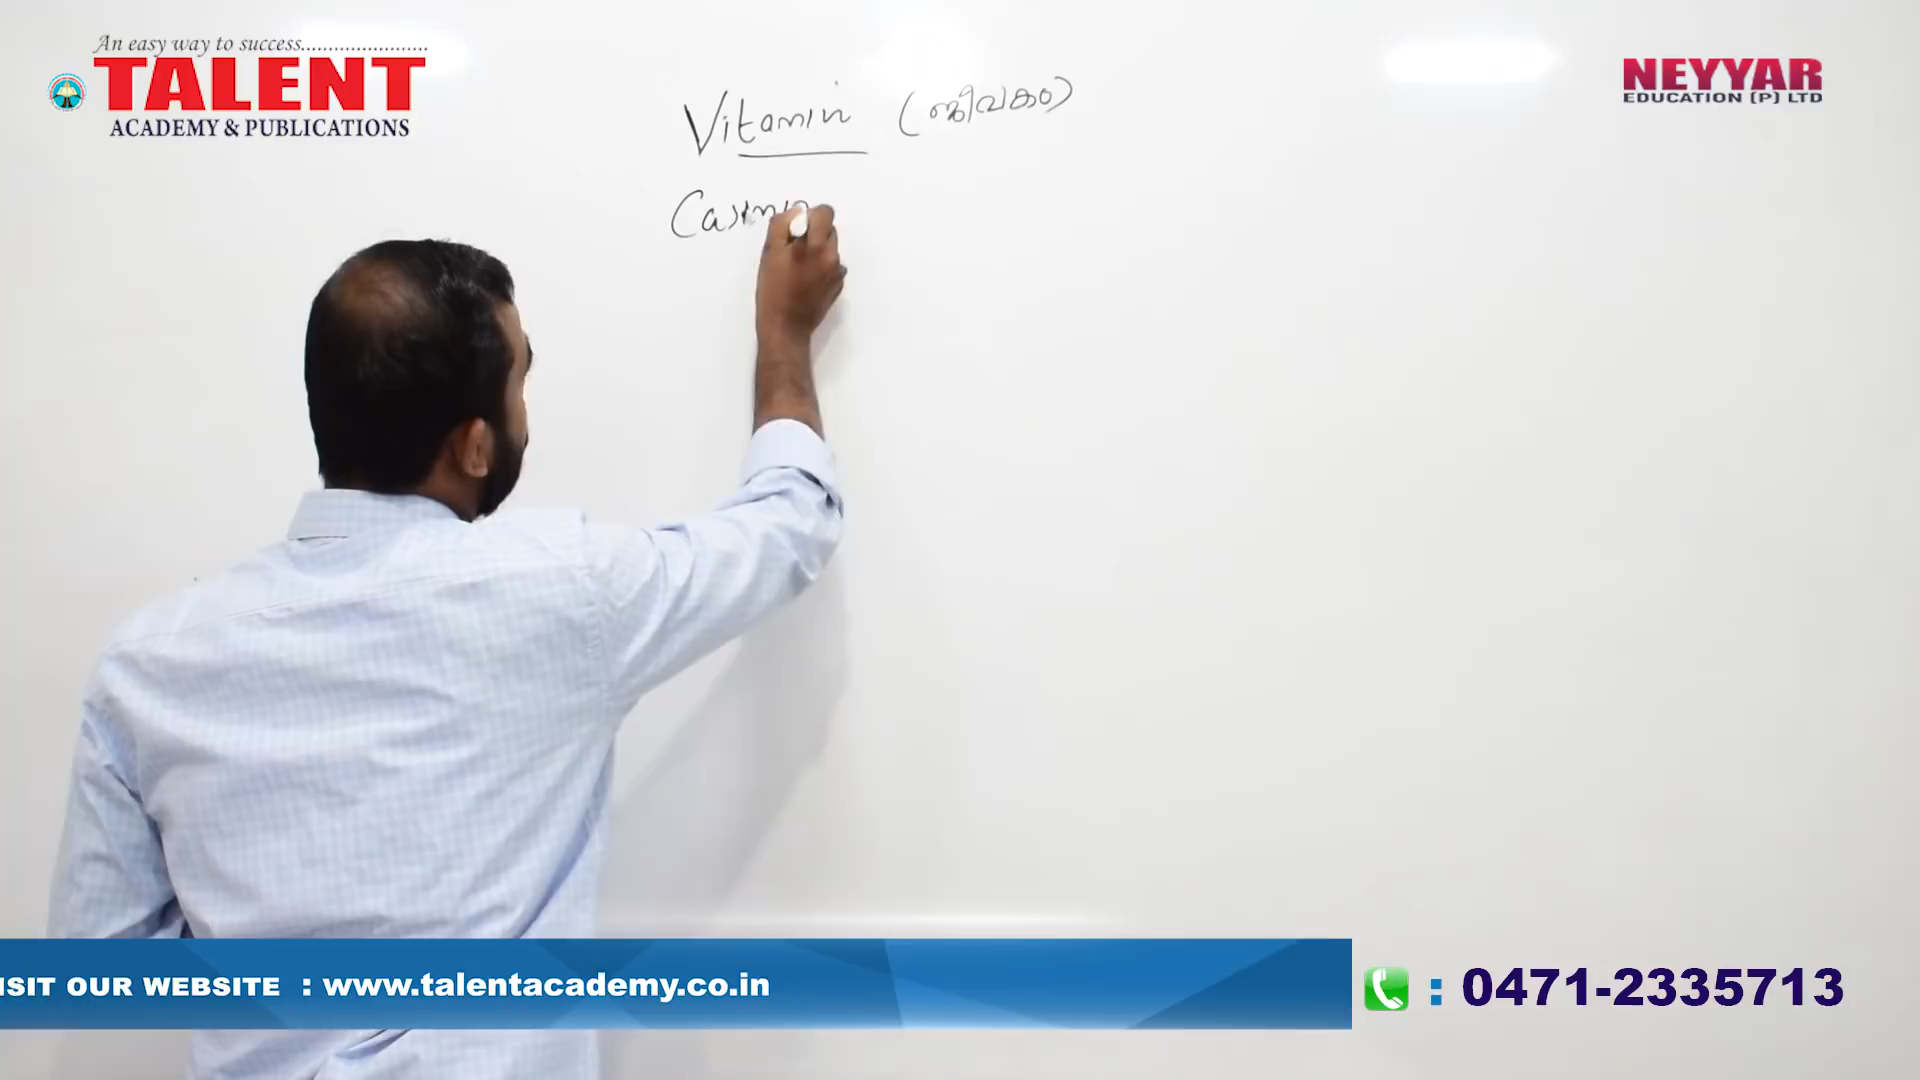 An easy way to success........................
TALENT
ACADEMY & PUBLICATIONS
NEYYAR
EDUCATION (P) LTD
Vitamin (ജീവകം)
ISIT OUR WEBSITE : www.talentacademy.co.in
: 0471-2335713